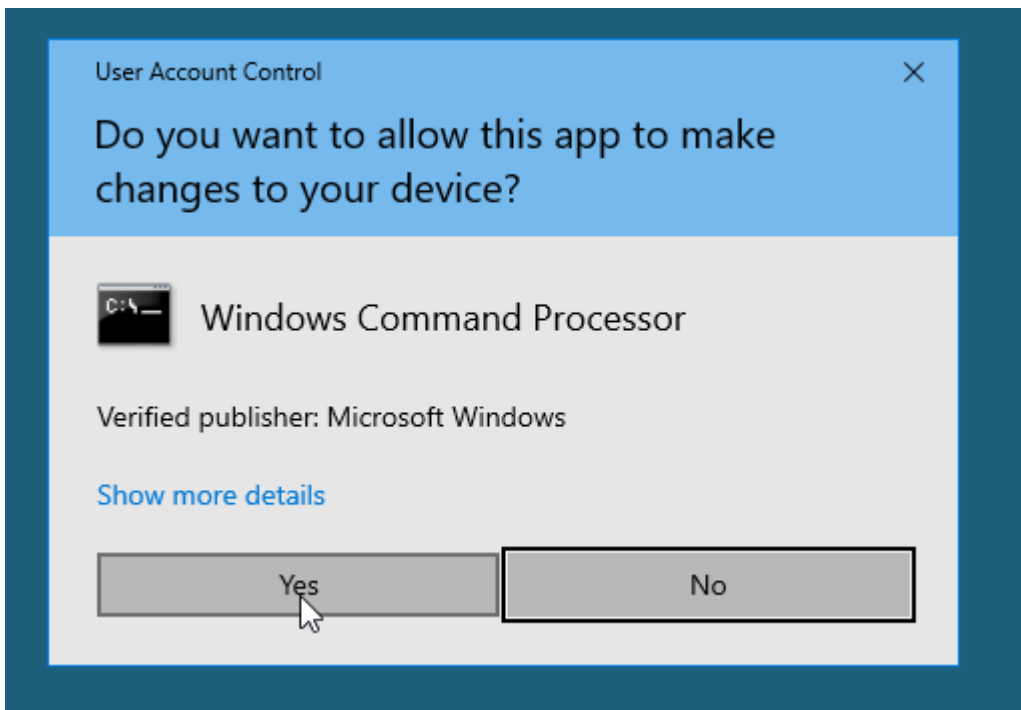 User Account Control
Do you want to allow this app to make
changes to your device?
C:\_
Windows Command Processor
Verified publisher: Microsoft Windows
Show more details
Yes
No